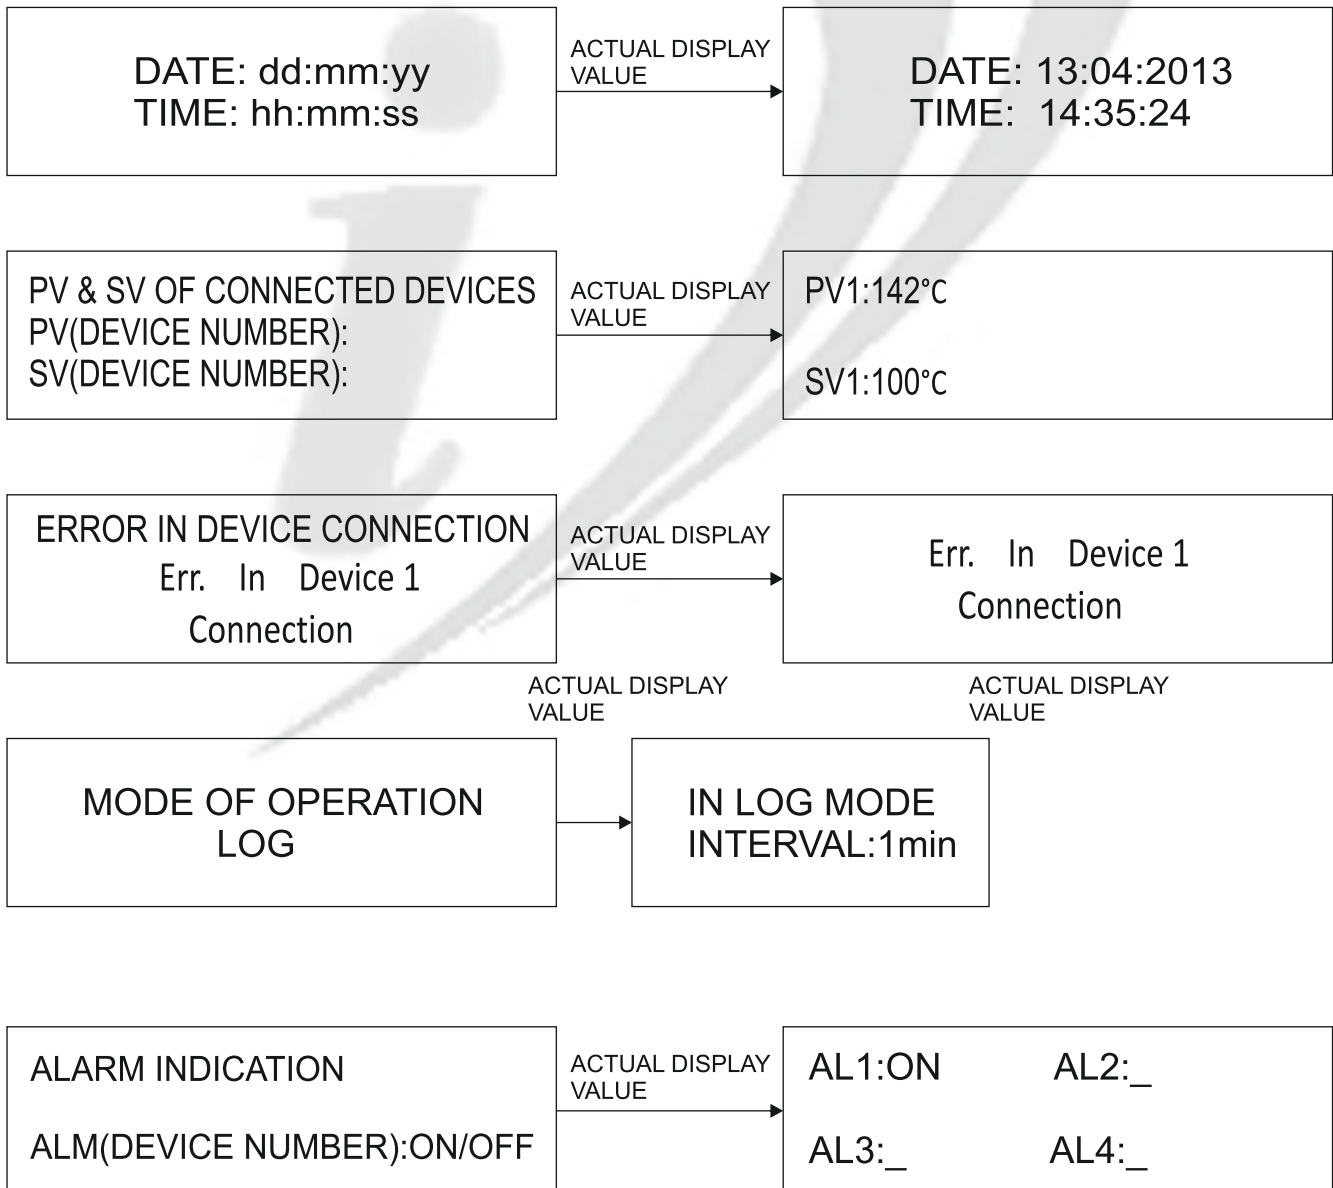 DATE: dd:mm:yy
TIME: hh:mm:ss
ACTUAL DISPLAY
VALUE
DATE: 13:04:2013
TIME: 14:35:24
PV & SV OF CONNECTED DEVICES
PV(DEVICE NUMBER):
SV(DEVICE NUMBER):
ACTUAL DISPLAY
VALUE
PV1:142°C
SV1:100°C
ERROR IN DEVICE CONNECTION
Err. In Device 1
Connection
ACTUAL DISPLAY
VALUE
Err. In Device 1
Connection
ACTUAL DISPLAY
VALUE
ACTUAL DISPLAY
VALUE
MODE OF OPERATION
LOG
IN LOG MODE
INTERVAL:1min
ALARM INDICATION
ALM(DEVICE NUMBER):ON/OFF
ACTUAL DISPLAY
VALUE
AL1:ON AL2:_
AL3:_ AL4:_